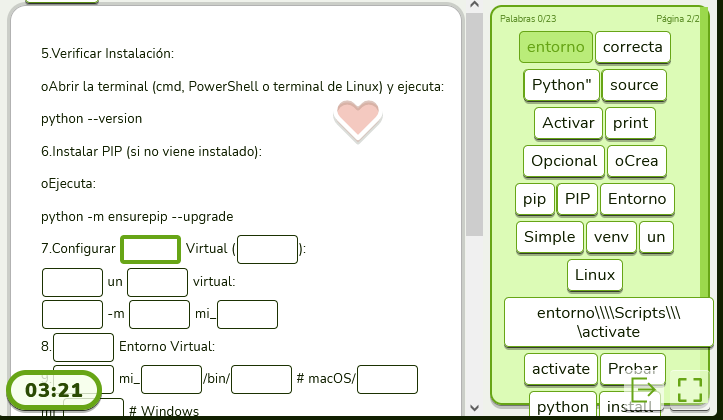 5.Verificar Instalación:
oAbrir la terminal (cmd, PowerShell o terminal de Linux) y ejecuta:
python --version
6.Instalar PIP (si no viene instalado):
oEjecuta:
python -m ensurepip --upgrade
7.Configurar Virtual ( ):
un virtual:
-m mi_
8. Entorno Virtual:
mi_ /bin/ # macOS/
# Windows
03:21
Palabras 0/23 Página 2/2
entorno correcta
Python" source
Activar print
Opcional oCrea
pip PIP Entorno
Simple venv un
Linux
entorno\\\\Scripts\\\
\activate
activate Probar
python install